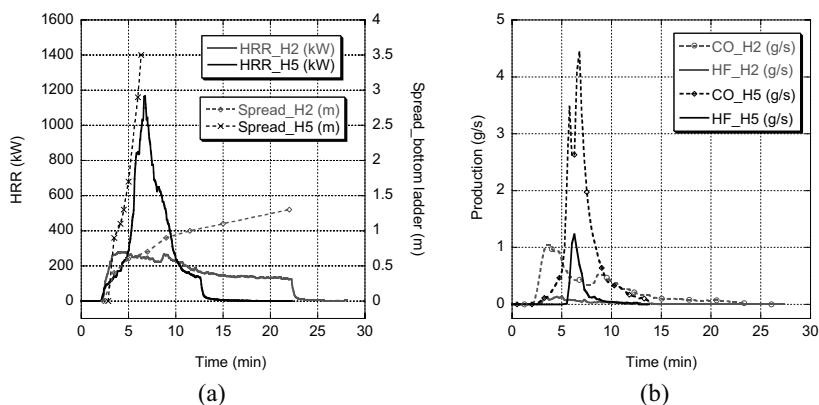 HRR_H2 (kW)
HRR_H5 (kW)
Spread_H2 (m)
Spread_H5 (m)
1600
1400
1200
1000
800
600
400
200
0
HRR (kW)
4
3.5
3
2.5
2
1.5
1
0.5
0
Spread_bottom ladder (m)
0 5 10 15 20 25 30
Time (min)
(a)
CO_H2 (g/s)
HF_H2 (g/s)
CO_H5 (g/s)
HF_H5 (g/s)
5
4
3
2
1
0
Production (g/s)
0 5 10 15 20 25 30
Time (min)
(b)